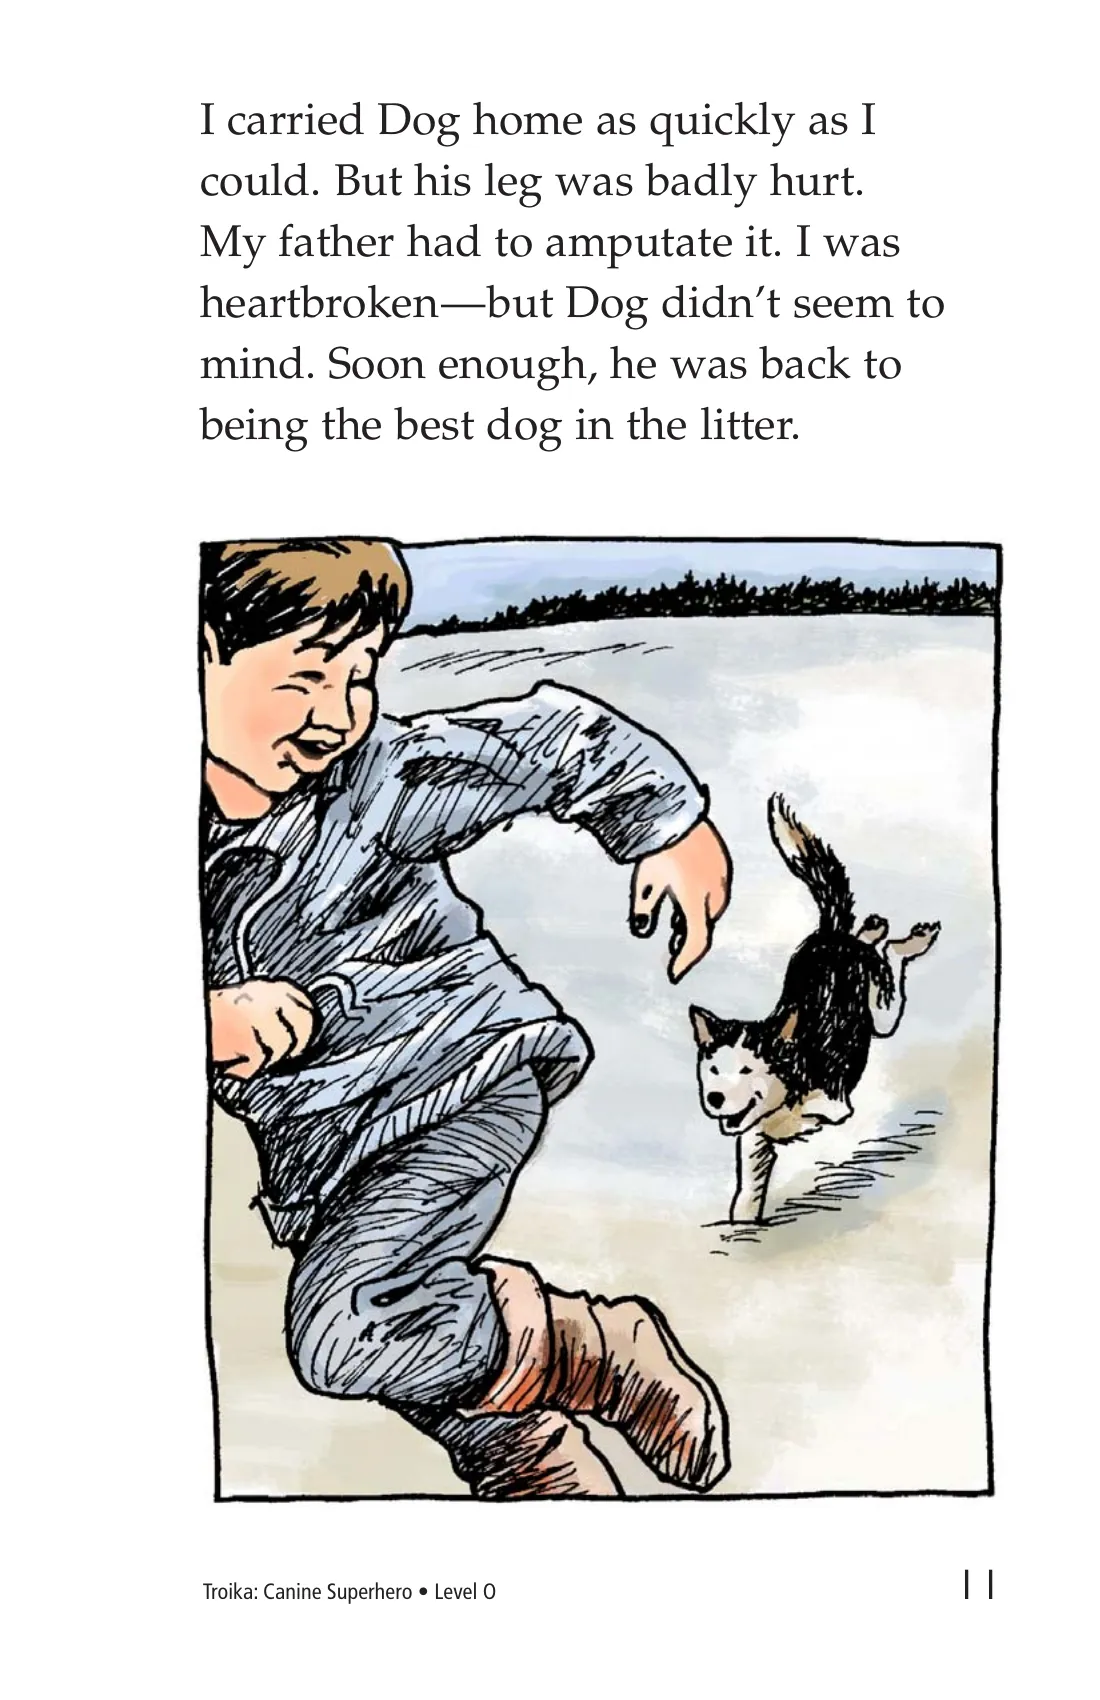 I carried Dog home as quickly as I
could. But his leg was badly hurt.
My father had to amputate it. I was
heartbroken—but Dog didn’t seem to
mind. Soon enough, he was back to
being the best dog in the litter.
Troika: Canine Superhero • Level O
11